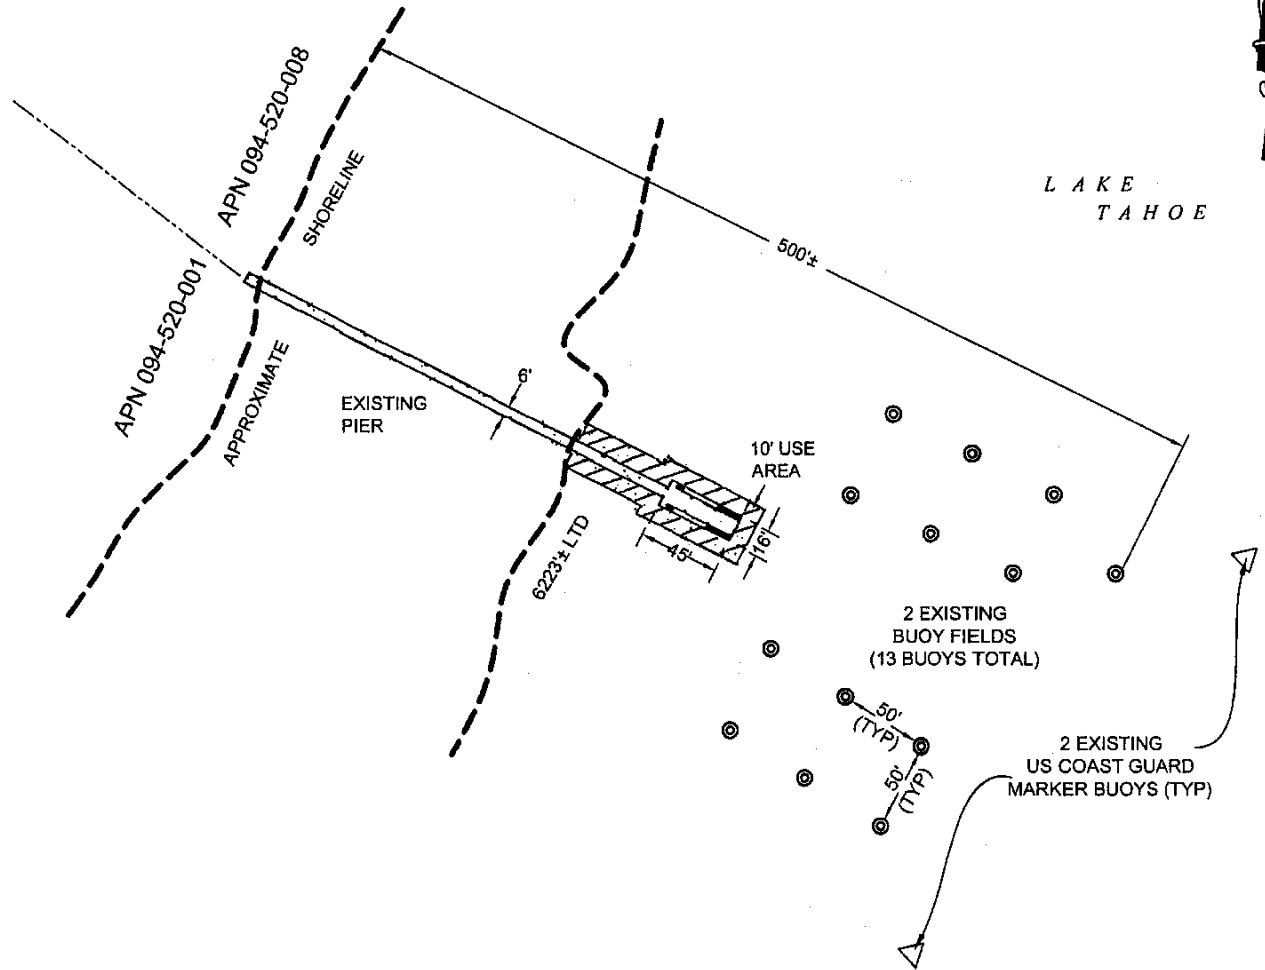 APN 094-520-008
SHORELINE
LAKE
TAHOE
500'±
APN 094-520-001
APPROXIMATE
EXISTING
PIER
6'
10' USE
AREA
45'
16'
6223'± LTD
2 EXISTING
BUOY FIELDS
(13 BUOYS TOTAL)
50'
(TYP)
50'
(TYP)
2 EXISTING
US COAST GUARD
MARKER BUOYS (TYP)